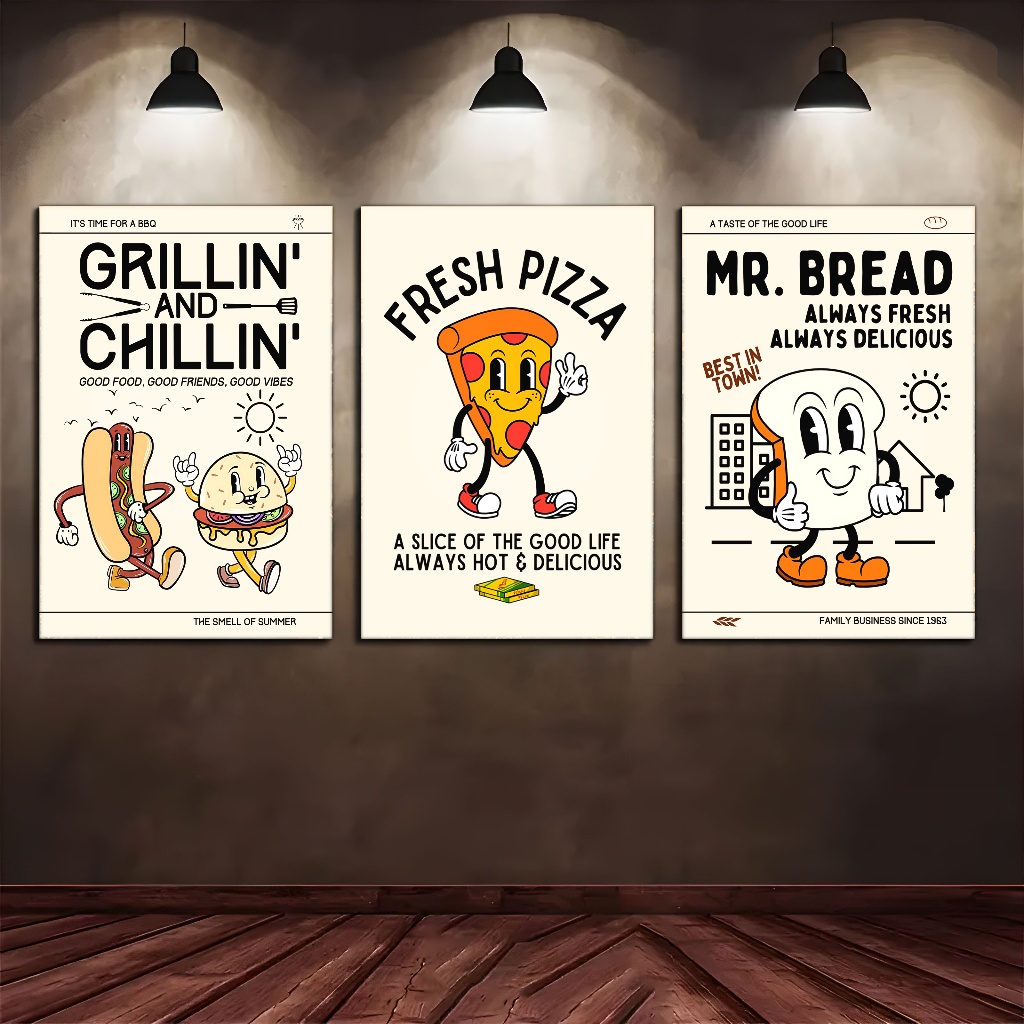 IT'S TIME FOR A BBQ
GRILLIN'
AND
CHILLIN'
GOOD FOOD, GOOD FRIENDS, GOOD VIBES
THE SMELL OF SUMMER
FRESH PIZZA
A SLICE OF THE GOOD LIFE
ALWAYS HOT & DELICIOUS
A TASTE OF THE GOOD LIFE
MR. BREAD
ALWAYS FRESH
ALWAYS DELICIOUS
BEST IN
TOWN!
FAMILY BUSINESS SINCE 1963